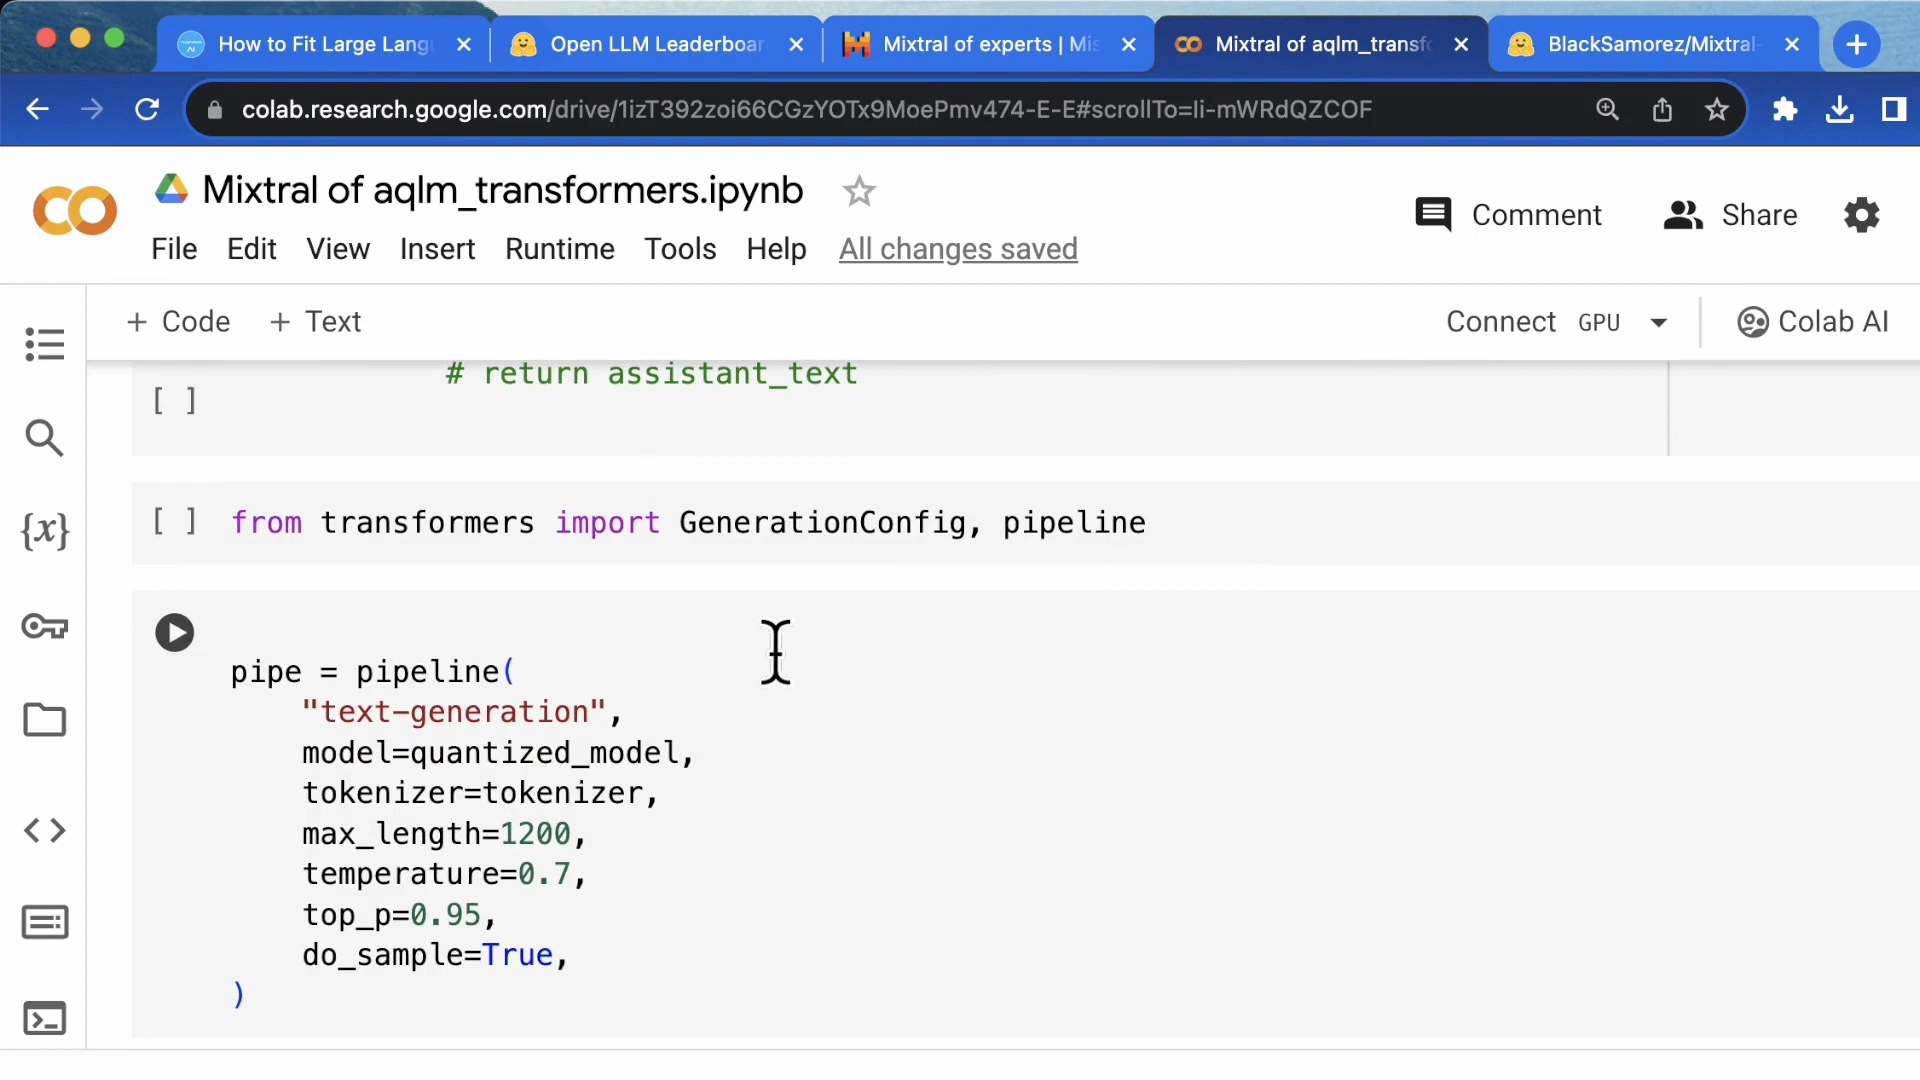 How to Fit Large Langu
Open LLM Leaderboar
Mixtral of experts | Mis
Mixtral of aqlm_transf
BlackSamorez/Mixtral-
colab.research.google.com/drive/1izT392zoi66CGzYOTx9MoePmv474-E-E#scrollTo=Ii-mWRdQZCOF
Mixtral of aqlm_transformers.ipynb
Comment
Share
File Edit View Insert Runtime Tools Help All changes saved
+ Code + Text
Connect GPU
Colab AI
# return assistant_text
[ ]
[ ] from transformers import GenerationConfig, pipeline
{x}
pipe = pipeline(
"text-generation",
model=quantized_model,
tokenizer=tokenizer,
max_length=1200,
temperature=0.7,
top_p=0.95,
do_sample=True,
)